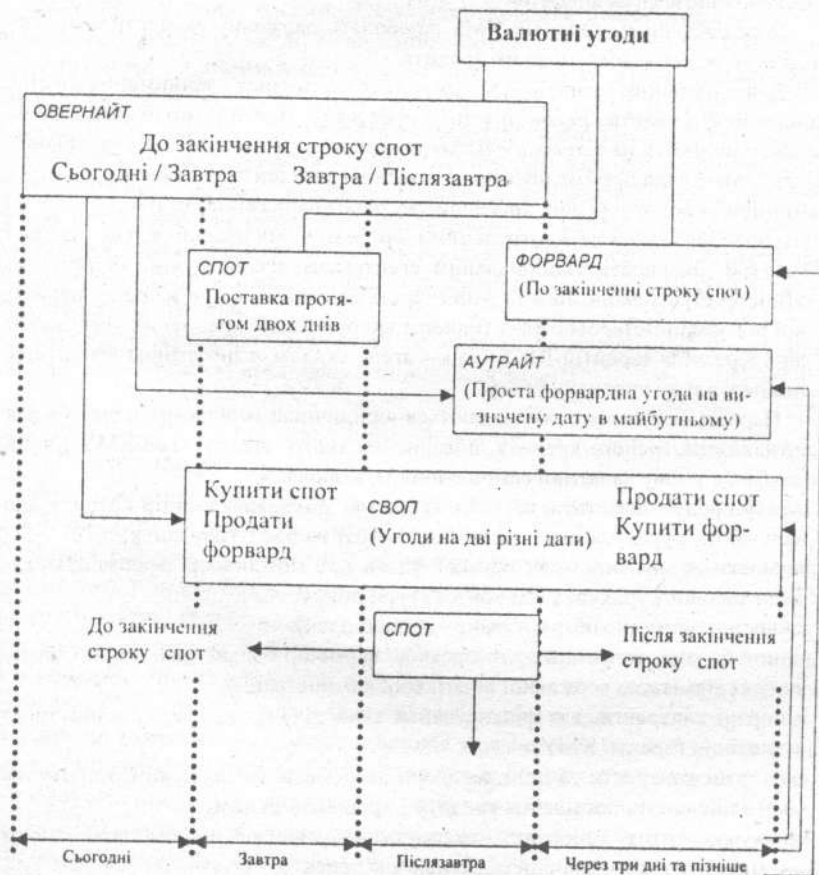 Валютні угоди
ОВЕРНАЙТ
До закінчення строку спот
Сьогодні / Завтра Завтра / Післязавтра
СПОТ
Поставка протя-
гом двох днів
ФОРВАРД
(По закінченні строку спот)
АУТРАЙТ
(Проста форвардна угода на ви-
значену дату в майбутньому)
Купити спот
Продати
форвард
СВОП
(Угоди на дві різні дати)
Продати спот
Купити фор-
вард
До закінчення
строку спот
СПОТ
Після закінчення
строку спот
Сьогодні
Завтра
Післязавтра
Через три дні та пізніше